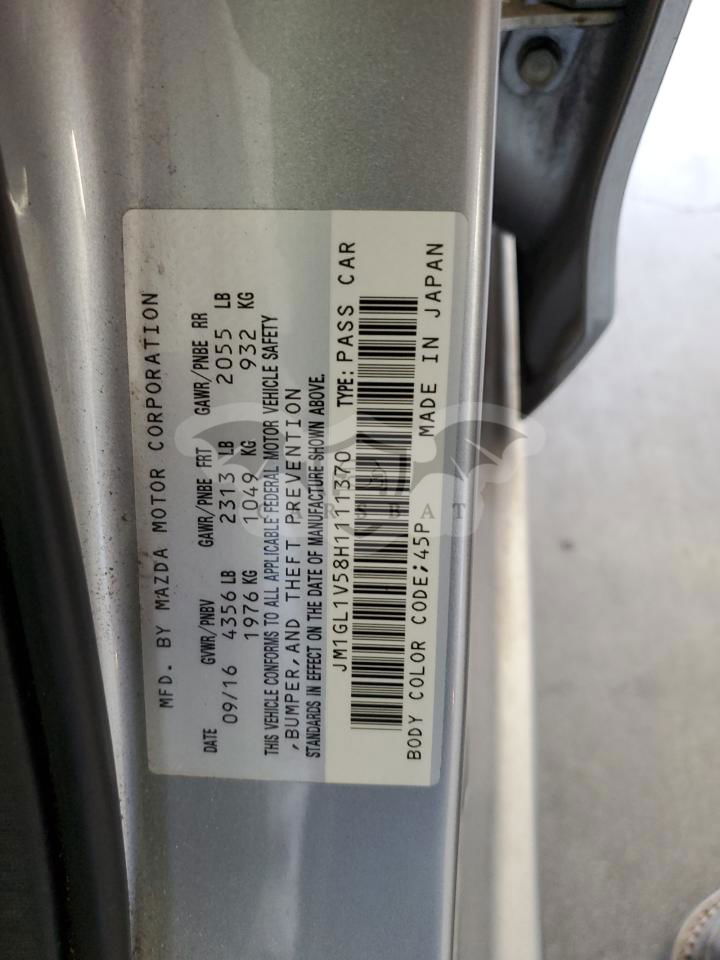 MFD. BY MAZDA MOTOR CORPORATION
DATE GVWR/PNBV GAWR/PNBE FRT GAWR/PNBE RR
09/16 4356 LB 2313 LB 2055 LB
1976 KG 1049 KG 932 KG
THIS VEHICLE CONFORMS TO ALL APPLICABLE FEDERAL MOTOR VEHICLE SAFETY
,BUMPER,AND THEFT PREVENTION
STANDARDS IN EFFECT ON THE DATE OF MANUFACTURE SHOWN ABOVE.
JM1GL1V58H1111370 TYPE: PASS CAR
BODY COLOR CODE;45P MADE IN JAPAN
CARSBAT